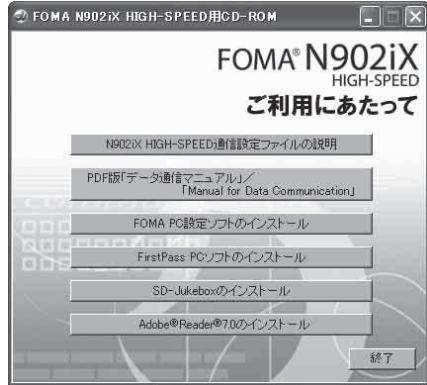 FOMA N902iX HIGH-SPEED用CD-ROM
FOMA® N902iX
HIGH-SPEED
ご利用にあたって
N902iX HIGH-SPEED通信設定ファイルの説明
PDF版「データ通信マニュアル」／
「Manual for Data Communication」
FOMA PC設定ソフトのインストール
FirstPass PCソフトのインストール
SD-Jukeboxのインストール
Adobe®Reader®7.0のインストール
終了